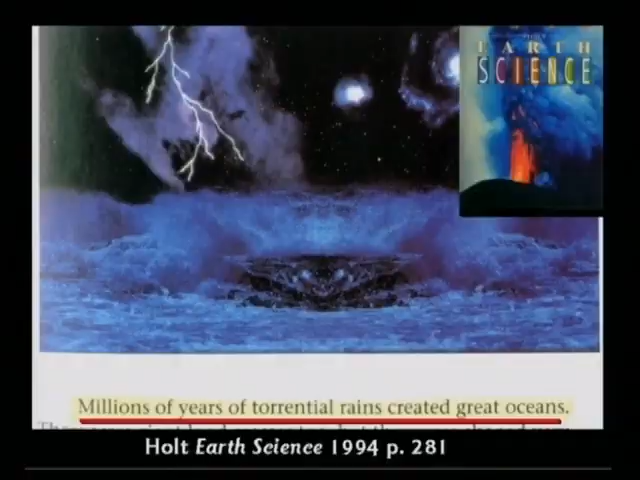 EARTH
SCIENCE
Millions of years of torrential rains created great oceans.
Holt Earth Science 1994 p. 281